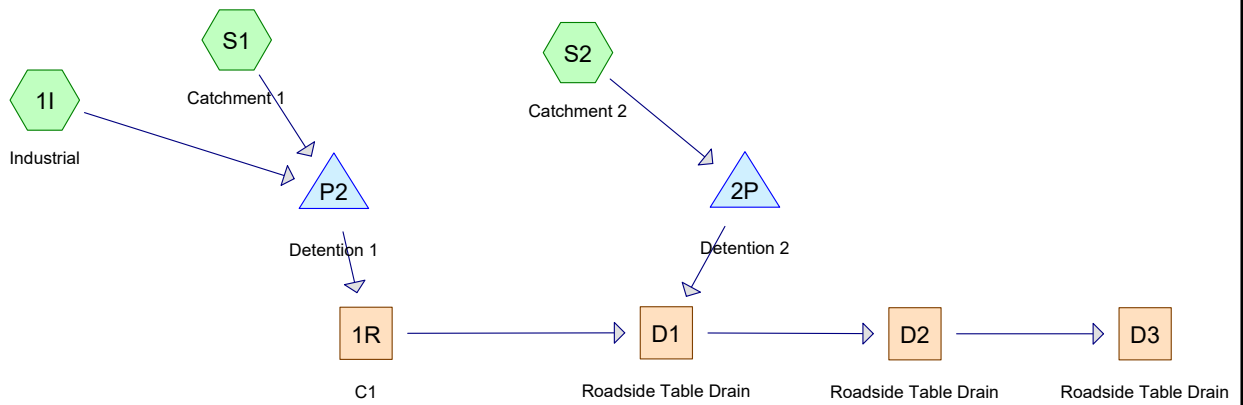 S1
S2
1I
Catchment 1
Catchment 2
Industrial
P2
2P
Detention 1
Detention 2
1R
D1
D2
D3
C1
Roadside Table Drain
Roadside Table Drain
Roadside Table Drain